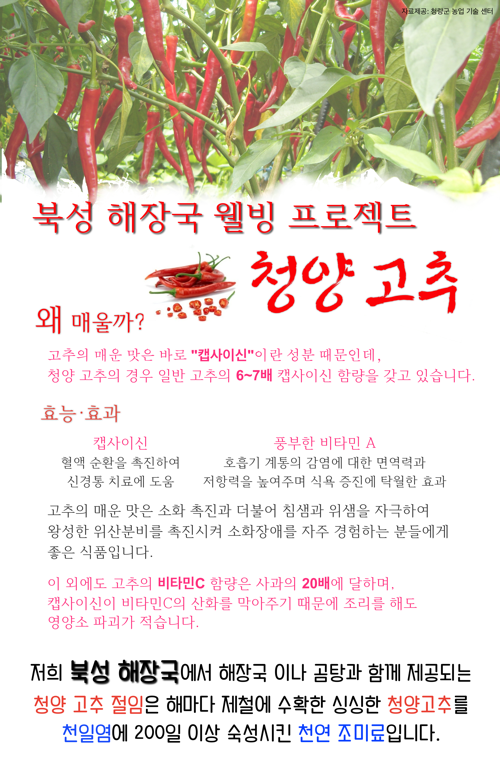 자료제공: 청양군 농업 기술 센터
북성 해장국 웰빙 프로젝트
청양 고추
왜 매울까?
고추의 매운 맛은 바로 "캡사이신"이란 성분 때문인데,
청양 고추의 경우 일반 고추의 6~7배 캡사이신 함량을 갖고 있습니다.
효능·효과
캡사이신
혈액 순환을 촉진하여
신경통 치료에 도움
풍부한 비타민 A
호흡기 계통의 감염에 대한 면역력과
저항력을 높여주며 식욕 증진에 탁월한 효과
고추의 매운 맛은 소화 촉진과 더불어 침샘과 위샘을 자극하여
왕성한 위산분비를 촉진시켜 소화장애를 자주 경험하는 분들에게
좋은 식품입니다.
이 외에도 고추의 비타민C 함량은 사과의 20배에 달하며,
캡사이신이 비타민C의 산화를 막아주기 때문에 조리를 해도
영양소 파괴가 적습니다.
저희 북성 해장국에서 해장국 이나 곰탕과 함께 제공되는
청양 고추 절임은 해마다 제철에 수확한 싱싱한 청양고추를
천일염에 200일 이상 숙성시킨 천연 조미료입니다.